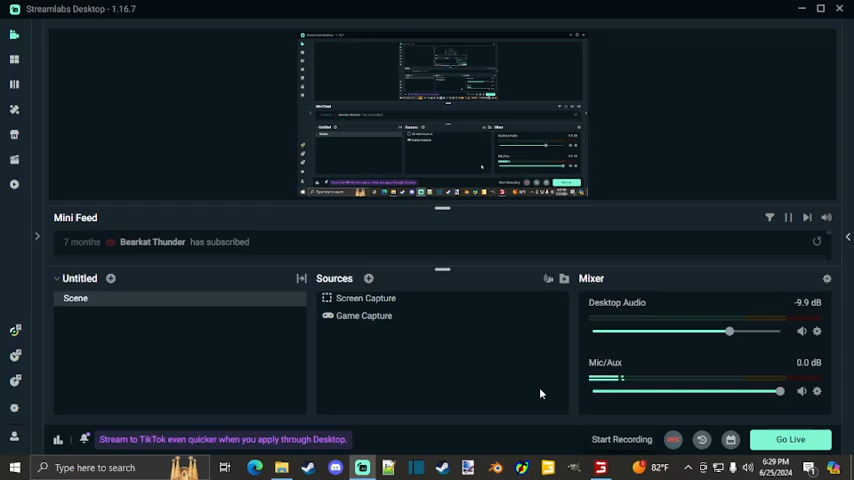 Streamlabs Desktop - 1.16.7
Mini Feed
7 months Bearkat Thunder has subscribed
Untitled
Scene
Sources
Screen Capture
Game Capture
Mixer
Desktop Audio -9.9 dB
Mic/Aux 0.0 dB
Stream to TikTok even quicker when you apply through Desktop.
Start Recording REC Go Live
Type here to search
82°F
6:29 PM
6/25/2024